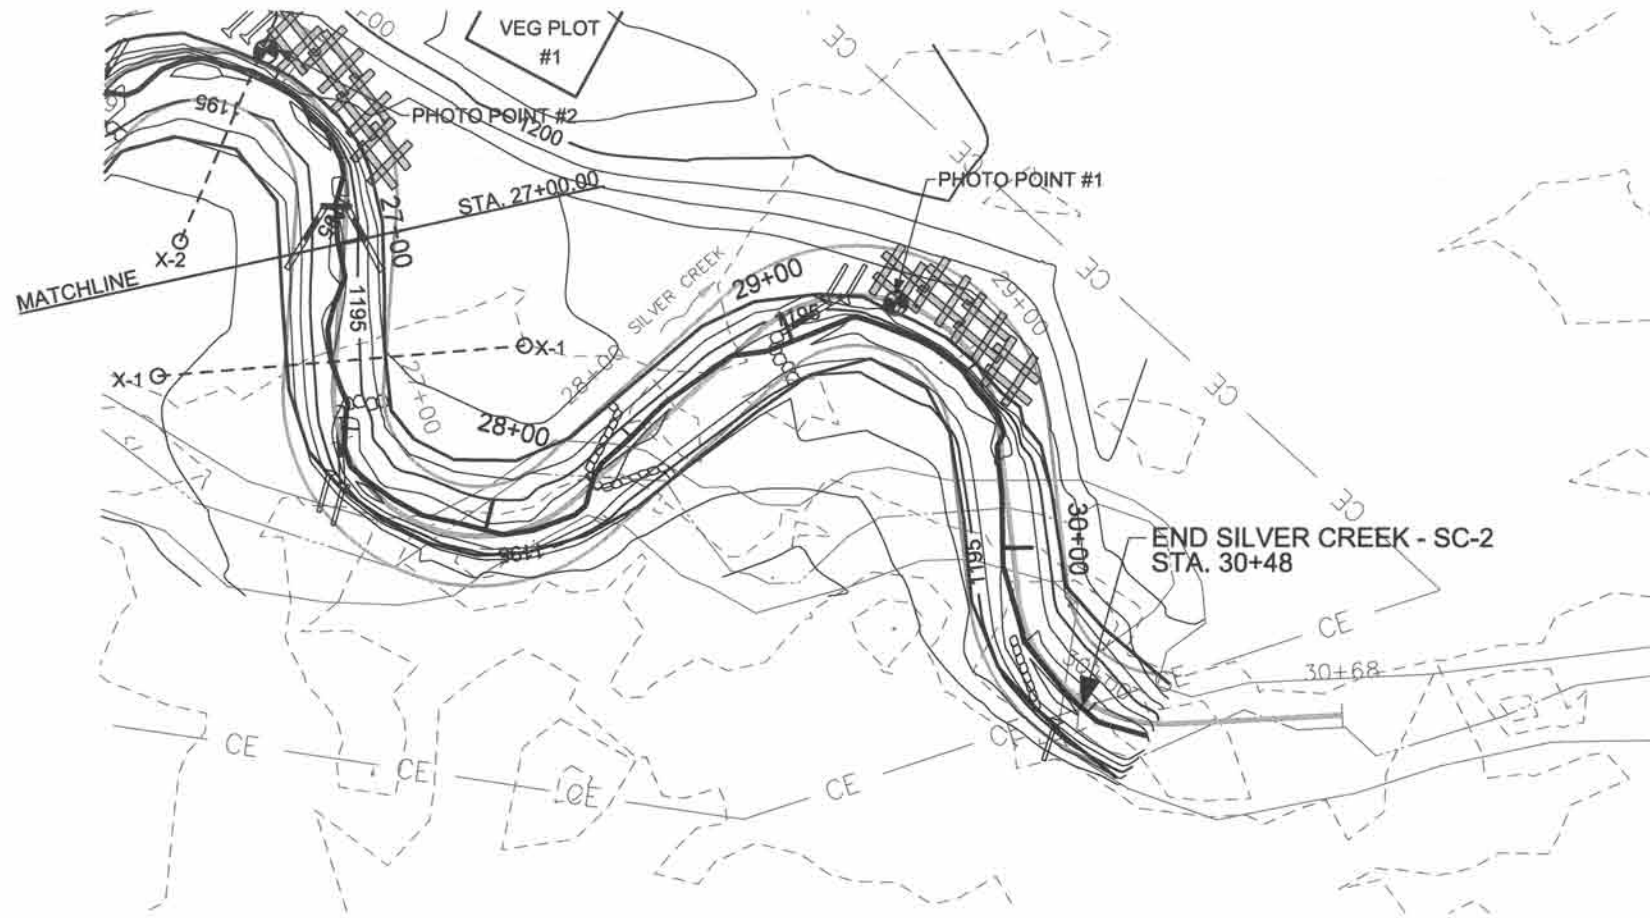 VEG PLOT
#1
CE
1195
PHOTO POINT #2
1200
CE
PHOTO POINT #1
STA. 27+00.00
27+00
X-2
MATCHLINE
SILVER CREEK
29+00
29+00
CE
1195
1195
X-1
X-1
28+00
27+00
CE
28+00
CE
1195
1195
30+00
END SILVER CREEK - SC-2
STA. 30+48
CE
30+68
CE
CE
CE
CE
CE
CE